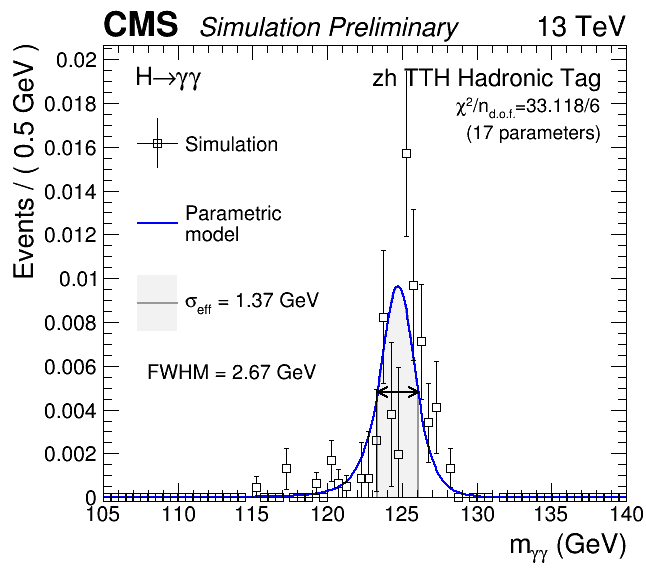 CMS Simulation Preliminary 13 TeV
Events / ( 0.5 GeV )
0.02
0.018
0.016
0.014
0.012
0.01
0.008
0.006
0.004
0.002
0
H→γγ
zh TTH Hadronic Tag
χ²/n_d.o.f.=33.118/6
(17 parameters)
Simulation
Parametric
model
σ_eff = 1.37 GeV
FWHM = 2.67 GeV
105 110 115 120 125 130 135 140
m_γγ (GeV)